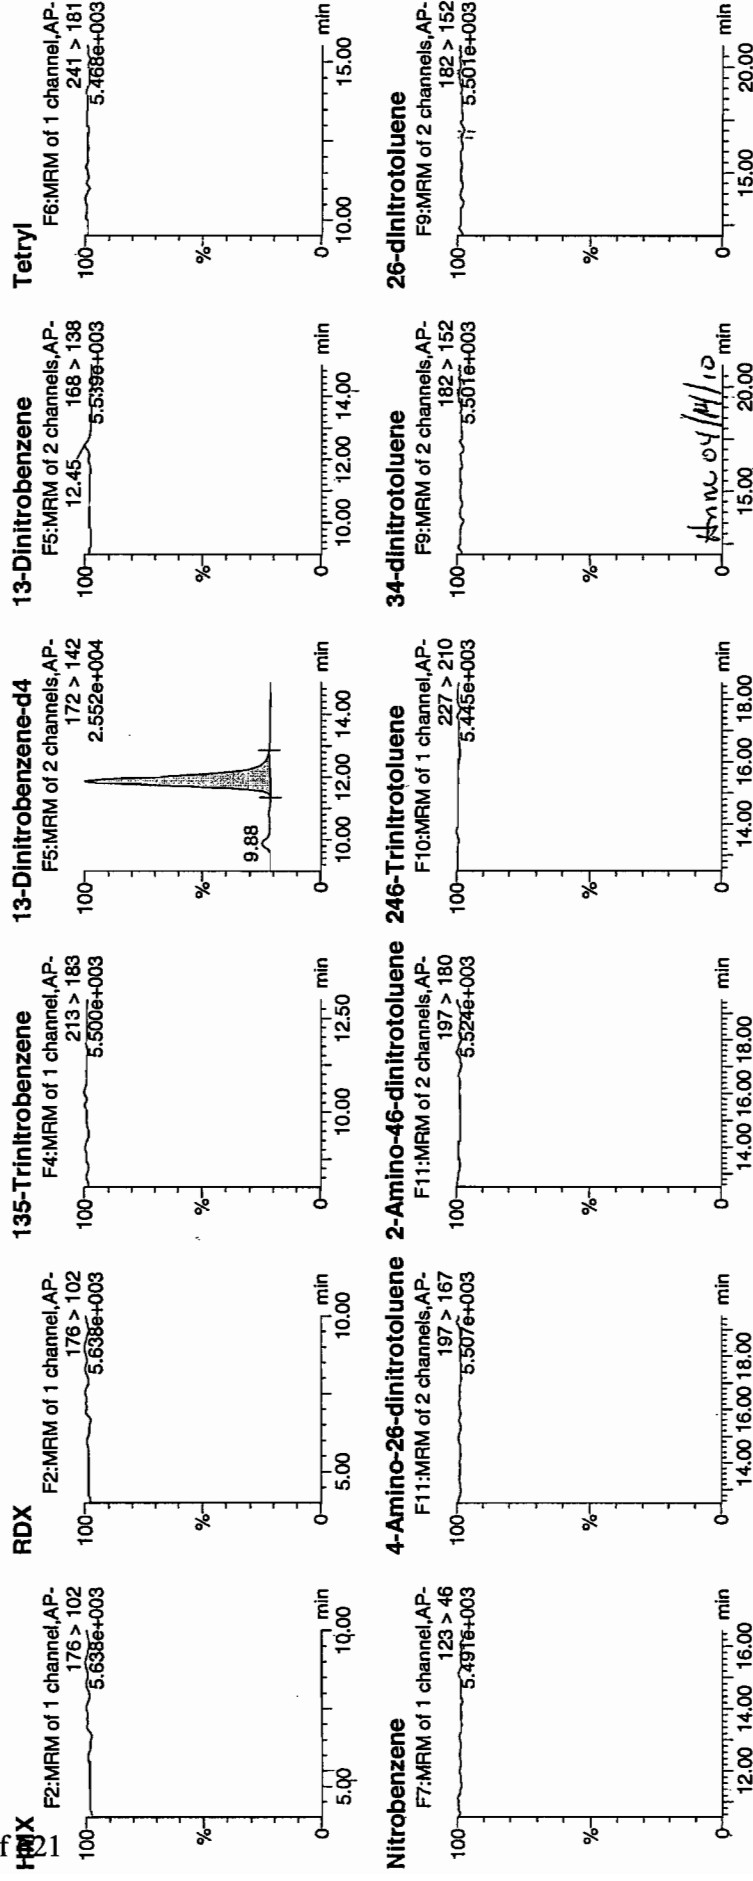 HMX
F2:MRM of 1 channel,AP-
176 > 102
5.638e+003
100
%
0
5.00
10.00
min
RDX
F2:MRM of 1 channel,AP-
176 > 102
5.638e+003
100
%
0
5.00
10.00
min
135-Trinitrobenzene
F4:MRM of 1 channel,AP-
213 > 183
5.500e+003
100
%
0
10.00
12.50
min
13-Dinitrobenzene-d4
F5:MRM of 2 channels,AP-
172 > 142
2.552e+004
100
9.88
%
0
10.00
12.00
14.00
min
13-Dinitrobenzene
F5:MRM of 2 channels,AP-
168 > 138
12.45
5.539e+003
100
%
0
10.00
12.00
14.00
min
Tetryl
F6:MRM of 1 channel,AP-
241 > 181
5.468e+003
100
%
0
10.00
15.00
min
Nitrobenzene
F7:MRM of 1 channel,AP-
123 > 46
5.491e+003
100
%
0
12.00
14.00
16.00
min
4-Amino-26-dinitrotoluene
F11:MRM of 2 channels,AP-
197 > 167
5.507e+003
100
%
0
14.00
16.00
18.00
min
2-Amino-46-dinitrotoluene
F11:MRM of 2 channels,AP-
197 > 180
5.524e+003
100
%
0
14.00
16.00
18.00
min
246-Trinitrotoluene
F10:MRM of 1 channel,AP-
227 > 210
5.445e+003
100
%
0
14.00
16.00
18.00
min
34-dinitrotoluene
F9:MRM of 2 channels,AP-
182 > 152
5.501e+003
100
%
0
15.00
20.00
min
04/14/10
26-dinitrotoluene
F9:MRM of 2 channels,AP-
182 > 152
5.501e+003
100
%
0
15.00
20.00
min